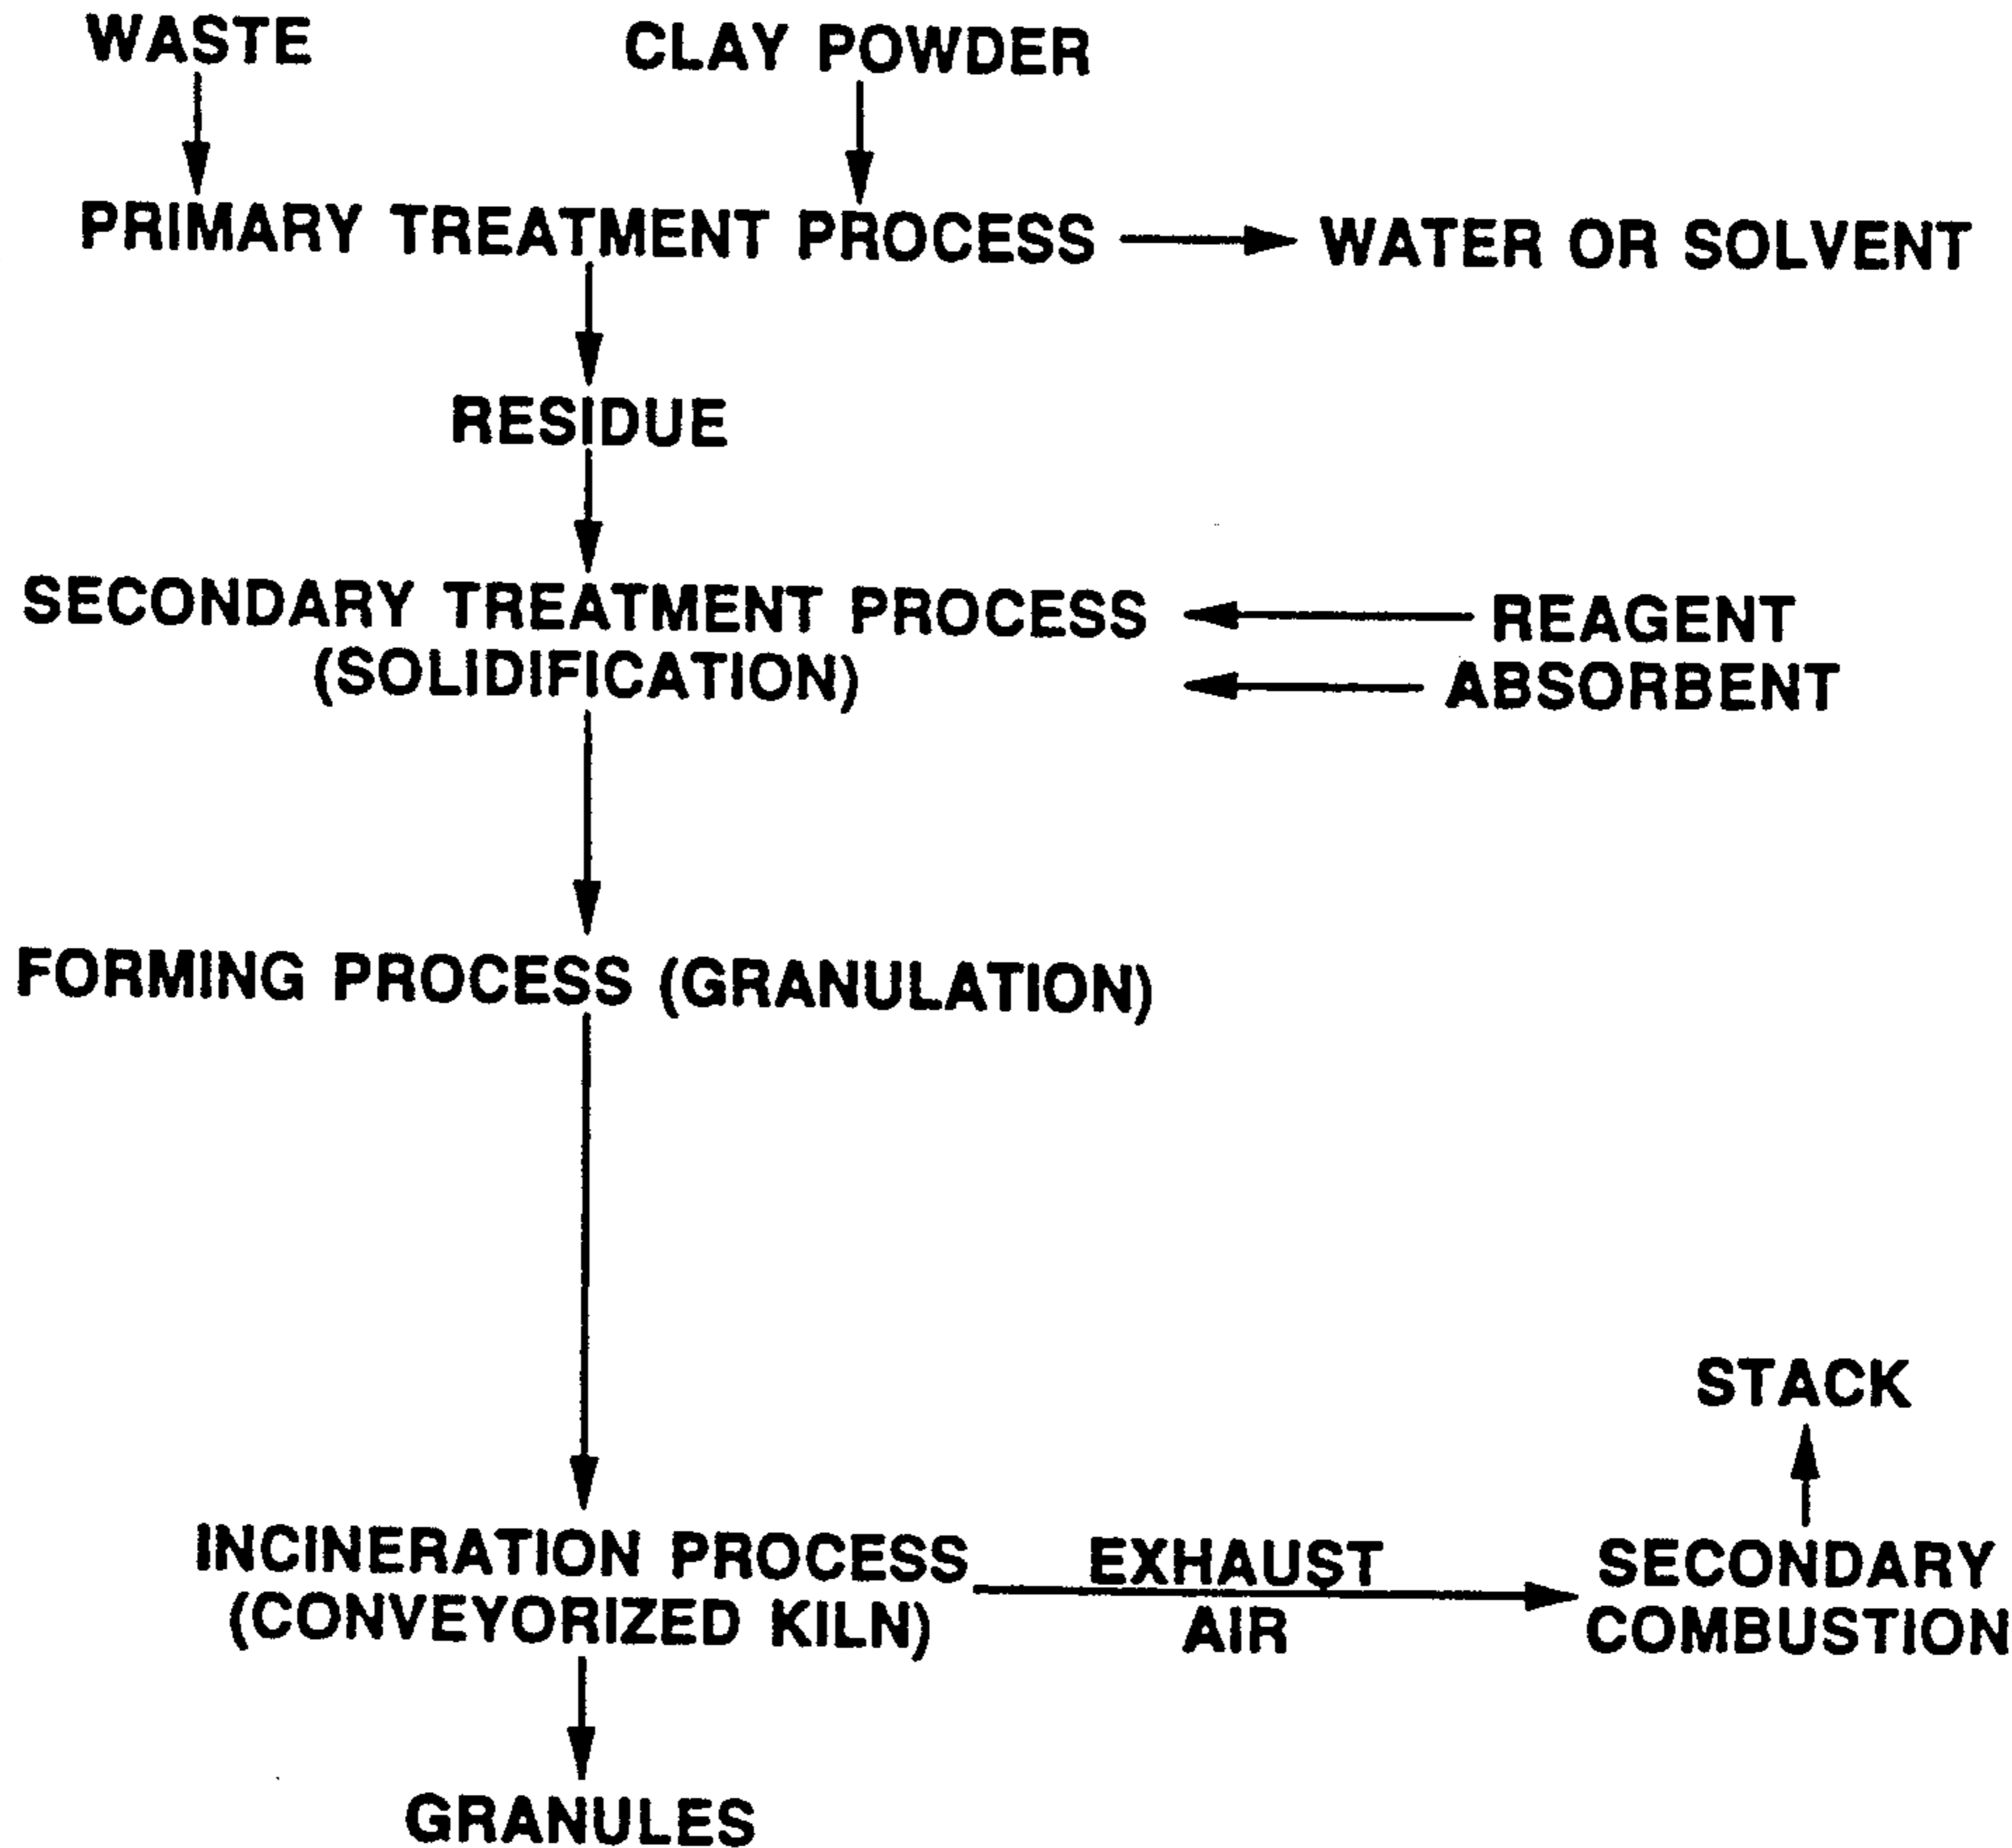 WASTE
CLAY POWDER
PRIMARY TREATMENT PROCESS
WATER OR SOLVENT
RESIDUE
SECONDARY TREATMENT PROCESS
(SOLIDIFICATION)
REAGENT
ABSORBENT
FORMING PROCESS (GRANULATION)
STACK
INCINERATION PROCESS
(CONVEYORIZED KILN)
EXHAUST
AIR
SECONDARY
COMBUSTION
GRANULES